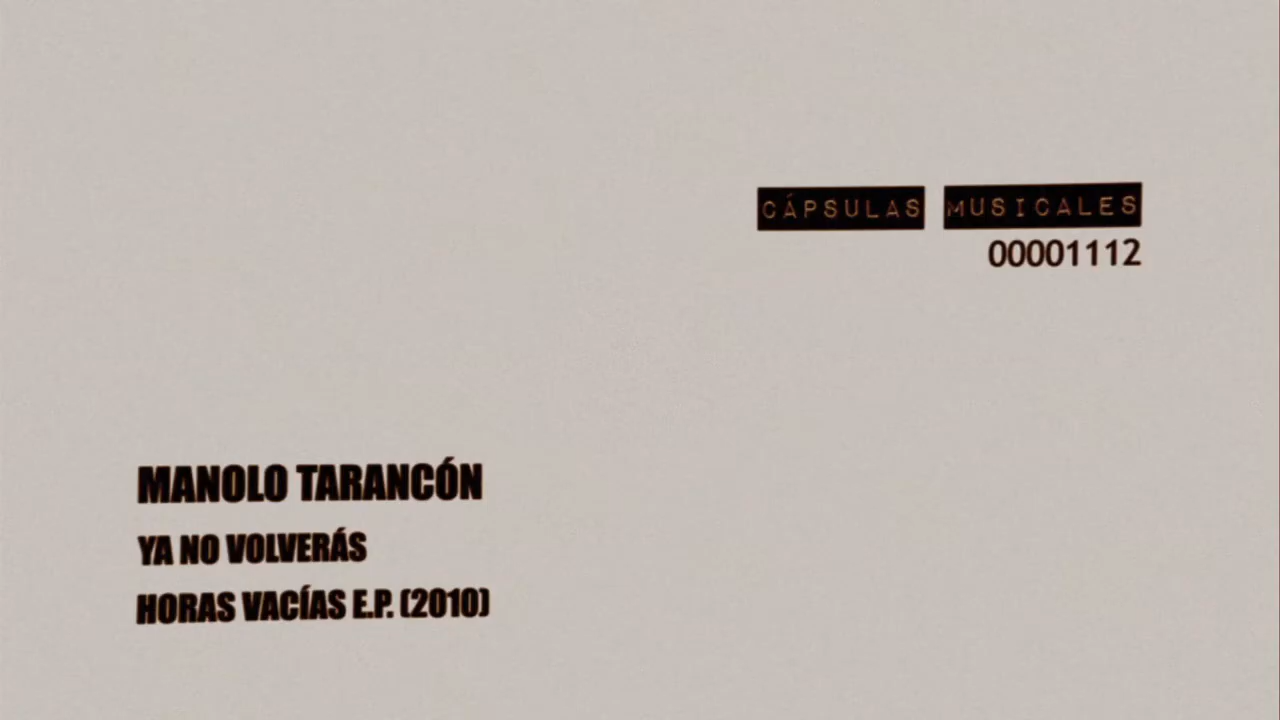 CÁPSULAS MUSICALES
00001112
MANOLO TARANCÓN
YA NO VOLVERÁS
HORAS VACÍAS E.P. (2010)